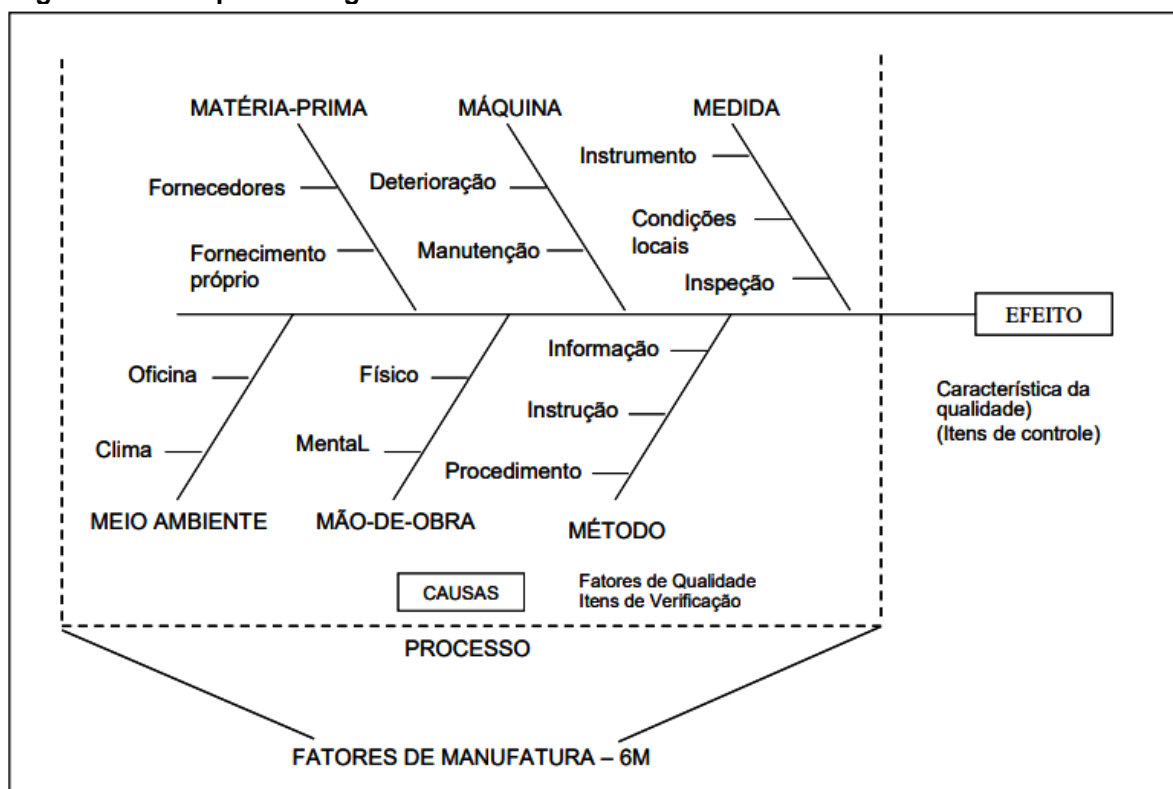 MATÉRIA-PRIMA
MÁQUINA
MEDIDA
Instrumento
Fornecedores
Deterioração
Condições
locais
Fornecimento
próprio
Manutenção
Inspeção
EFEITO
Oficina
Físico
Informação
Instrução
Clima
MentaL
Procedimento
Característica da
qualidade)
(Itens de controle)
MEIO AMBIENTE
MÃO-DE-OBRA
MÉTODO
CAUSAS
Fatores de Qualidade
Itens de Verificação
PROCESSO
FATORES DE MANUFATURA – 6M